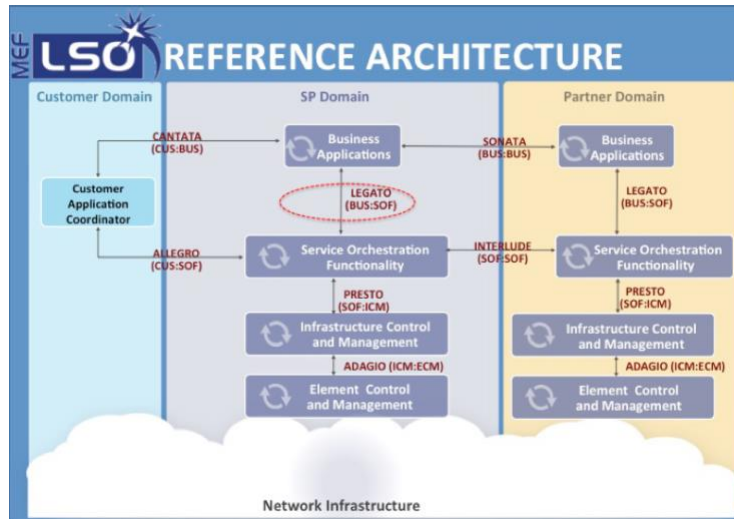 MEF
LSO
REFERENCE ARCHITECTURE
Customer Domain
SP Domain
Partner Domain
CANTATA
(CUS:BUS)
Business
Applications
SONATA
(BUS:BUS)
Business
Applications
Customer
Application
Coordinator
LEGATO
(BUS:SOF)
LEGATO
(BUS:SOF)
ALLEGRO
(CUS:SOF)
Service Orchestration
Functionality
INTERLUDE
(SOF:SOF)
Service Orchestration
Functionality
PRESTO
(SOF:ICM)
PRESTO
(SOF:ICM)
Infrastructure Control
and Management
Infrastructure Control
and Management
ADAGIO (ICM:ECM)
ADAGIO (ICM:ECM)
Element Control
and Management
Element Control
and Management
Network Infrastructure